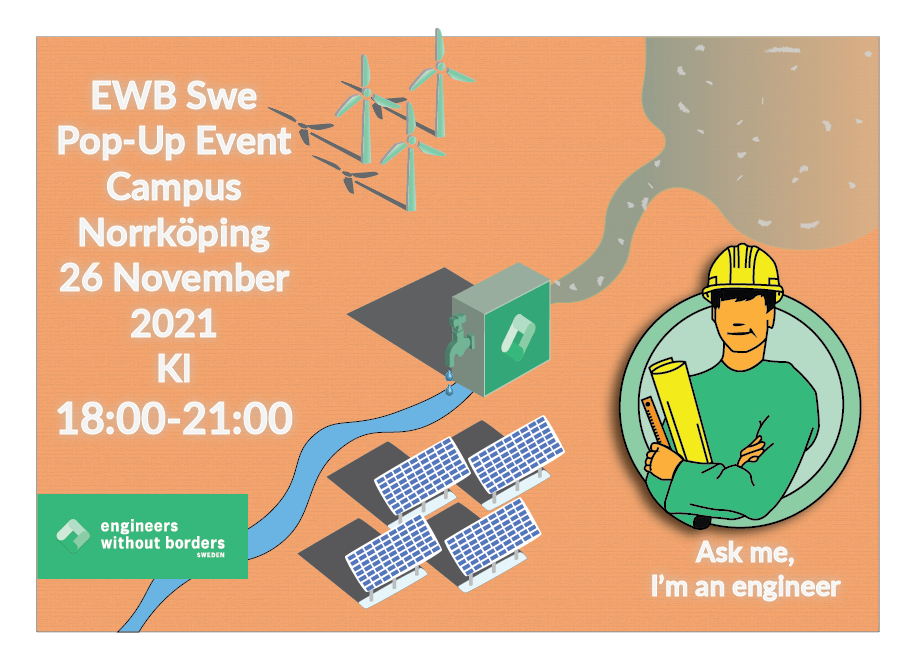 EWB Swe
Pop-Up Event
Campus
Norrköping
26 November
2021
Kl
18:00-21:00
engineers
without borders
SWEDEN
Ask me,
I'm an engineer